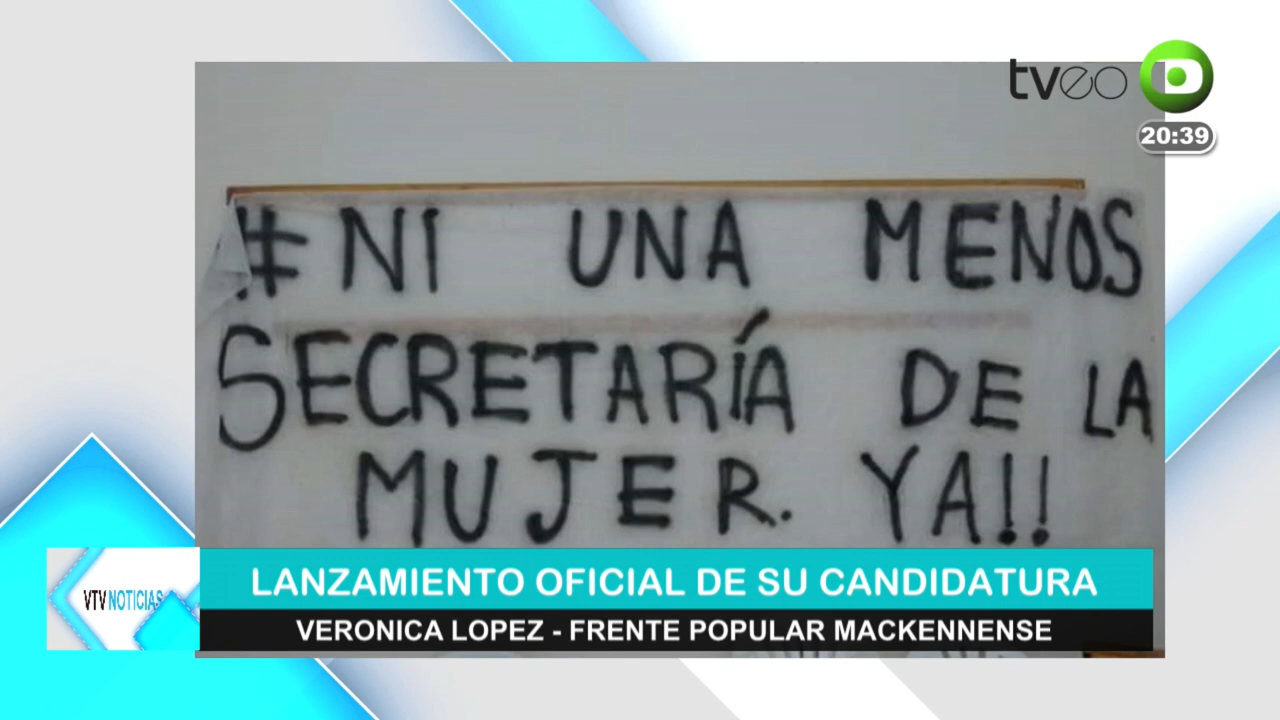 tveo
20:39
# NI UNA MENOS
SECRETARÍA DE LA
MUJER. YA!!
VTV NOTICIAS
LANZAMIENTO OFICIAL DE SU CANDIDATURA
VERONICA LOPEZ - FRENTE POPULAR MACKENNENSE